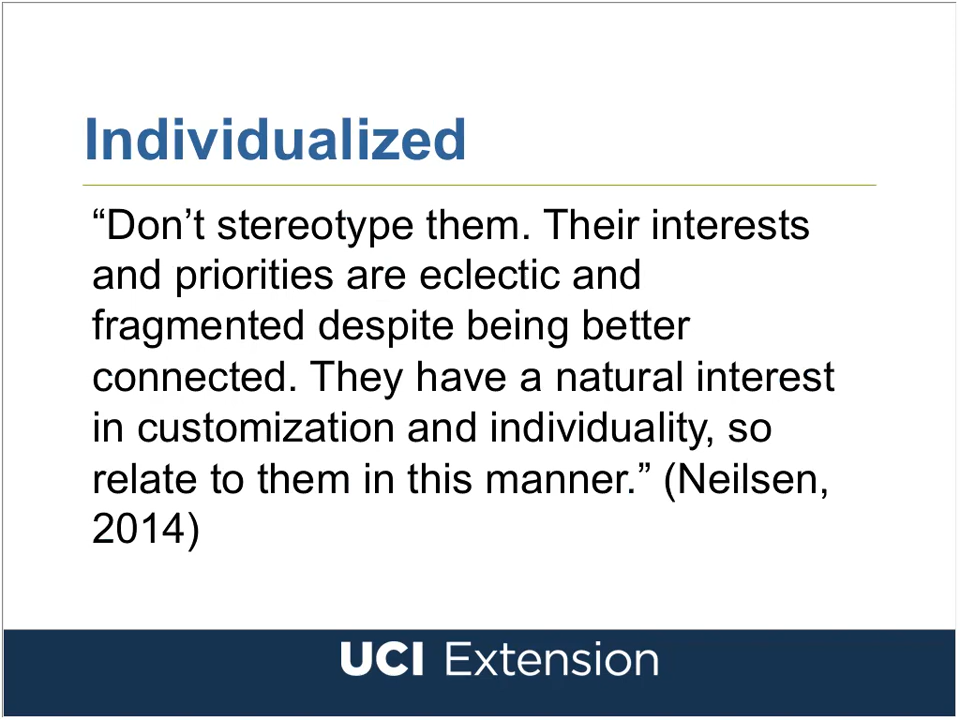 Individualized
“Don’t stereotype them. Their interests
and priorities are eclectic and
fragmented despite being better
connected. They have a natural interest
in customization and individuality, so
relate to them in this manner.” (Neilsen,
2014)
UCI Extension